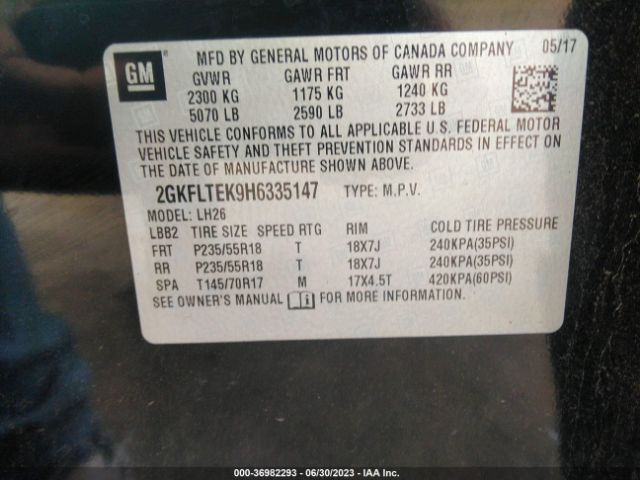 GM
MFD BY GENERAL MOTORS OF CANADA COMPANY 05/17
GVWR GAWR FRT GAWR RR
2300 KG 1175 KG 1240 KG
5070 LB 2590 LB 2733 LB
THIS VEHICLE CONFORMS TO ALL APPLICABLE U.S. FEDERAL MOTOR
VEHICLE SAFETY AND THEFT PREVENTION STANDARDS IN EFFECT ON
THE DATE OF MANUFACTURE SHOWN ABOVE.
2GKFLTEK9H6335147 TYPE: M.P.V.
MODEL: LH26
LBB2 TIRE SIZE SPEED RTG RIM COLD TIRE PRESSURE
FRT P235/55R18 T 18X7J 240KPA(35PSI)
RR P235/55R18 T 18X7J 240KPA(35PSI)
SPA T145/70R17 M 17X4.5T 420KPA(60PSI)
SEE OWNER'S MANUAL FOR MORE INFORMATION.
000-36982293 - 06/30/2023 - IAA Inc.